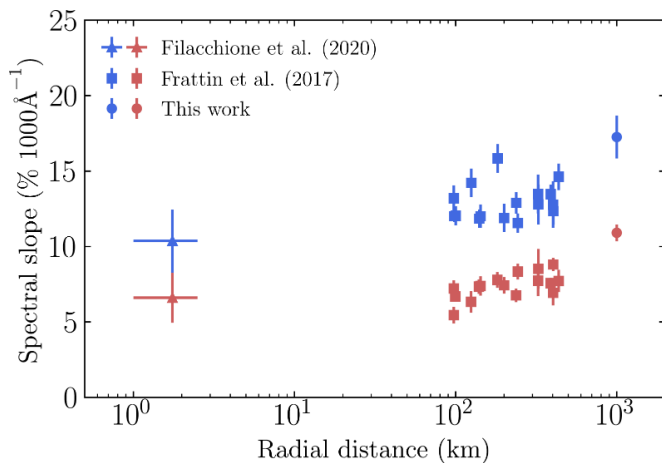 25
20
15
10
5
0
Spectral slope (% 1000Å⁻¹)
Filacchione et al. (2020)
Frattin et al. (2017)
This work
10⁰ 10¹ 10² 10³
Radial distance (km)